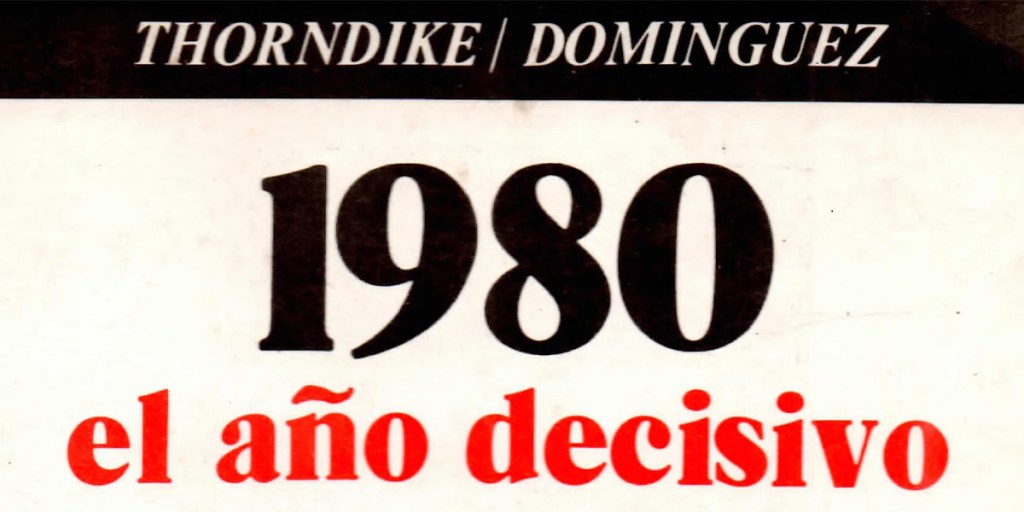 THORNDIKE / DOMINGUEZ
1980
el año decisivo